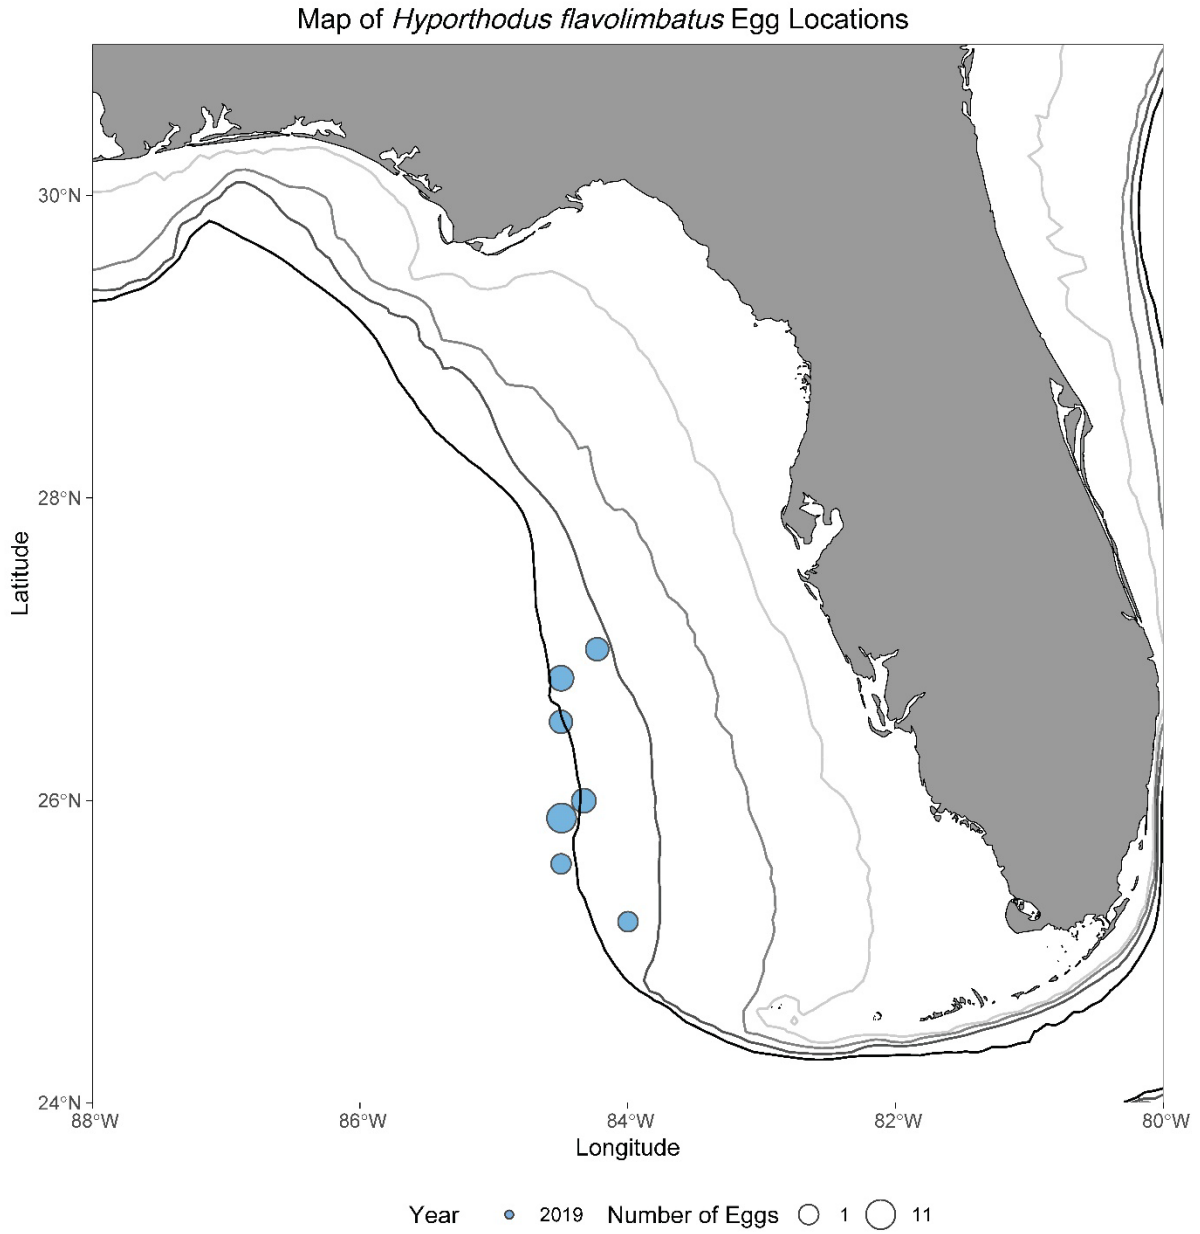 Map of Hyporthodus flavolimbatus Egg Locations
30°N
28°N
26°N
24°N
Latitude
88°W 86°W 84°W 82°W 80°W
Longitude
Year 2019 Number of Eggs 1 11